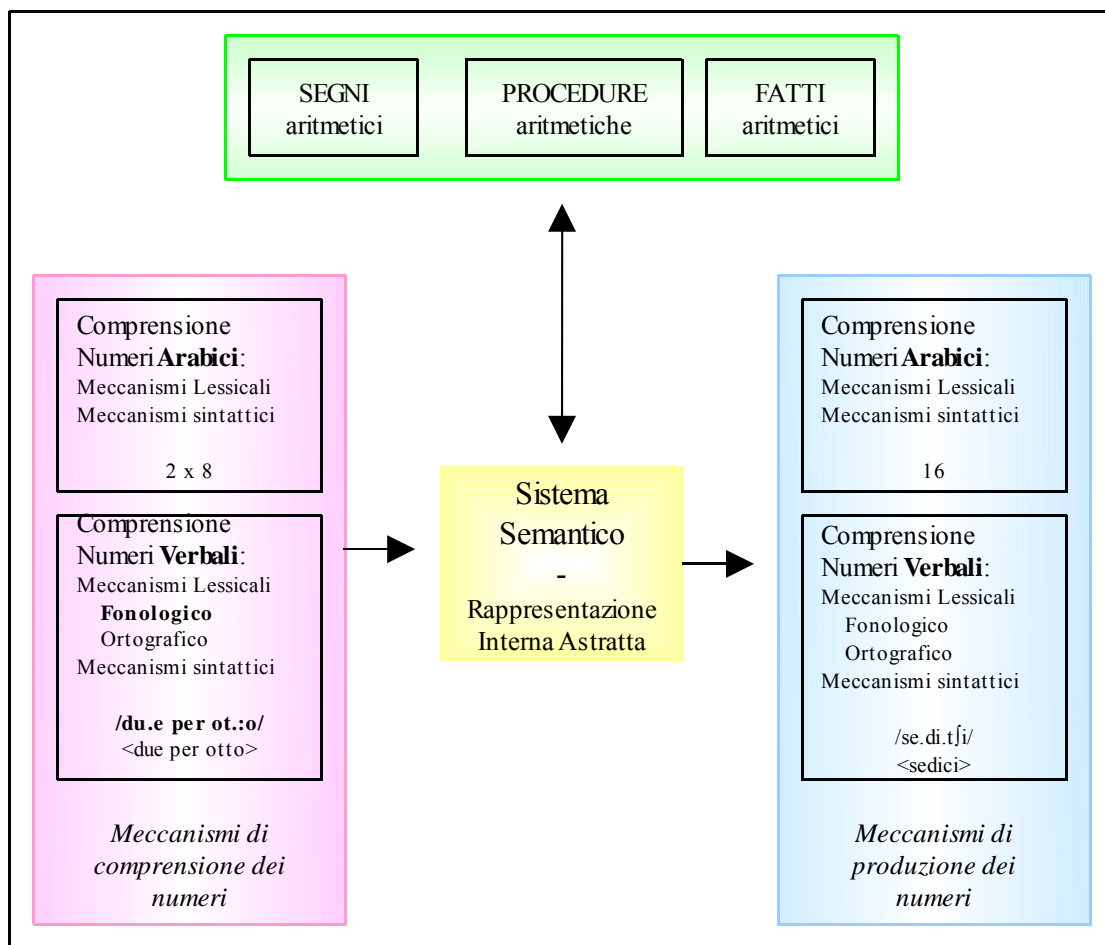 SEGNI
aritmetici
PROCEDURE
aritmetiche
FATTI
aritmetici
Comprensione
Numeri Arabici:
Meccanismi Lessicali
Meccanismi sintattici
2 x 8
Comprensione
Numeri Verbali:
Meccanismi Lessicali
Fonologico
Ortografico
Meccanismi sintattici
/du.e per ot.:o/
<due per otto>
Meccanismi di
comprensione dei
numeri
Sistema
Semantico
-
Rappresentazione
Interna Astratta
Comprensione
Numeri Arabici:
Meccanismi Lessicali
Meccanismi sintattici
16
Comprensione
Numeri Verbali:
Meccanismi Lessicali
Fonologico
Ortografico
Meccanismi sintattici
/se.di.tʃi/
<sedici>
Meccanismi di
produzione dei
numeri